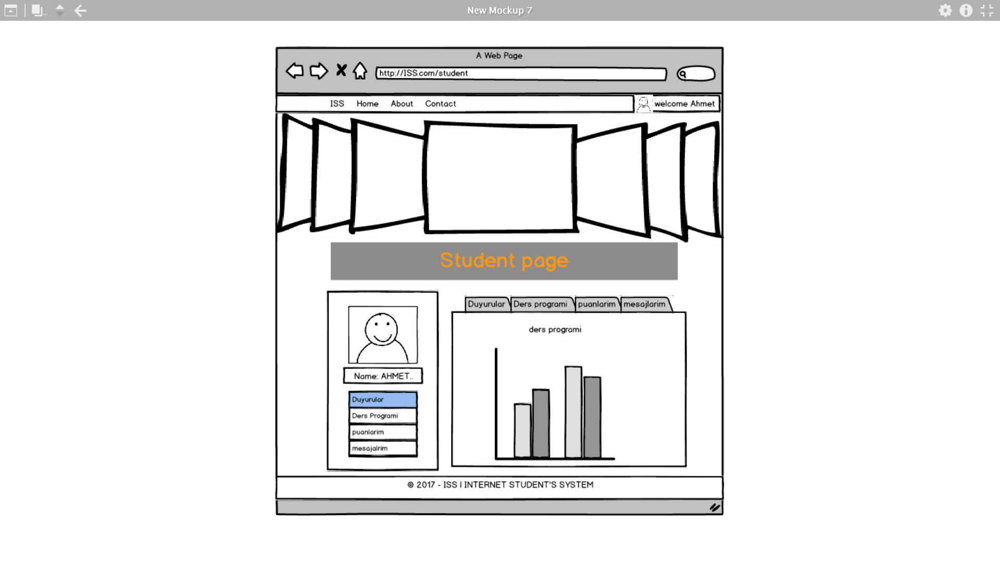 New Mockup 7
A Web Page
http://ISS.com/student
ISS Home About Contact
welcome Ahmet
Student page
Duyurular Ders programi puanlarim mesajlarim
ders programi
Name: AHMET..
Duyurular
Ders Programi
puanlarim
mesajalrim
© 2017 - ISS | INTERNET STUDENT'S SYSTEM